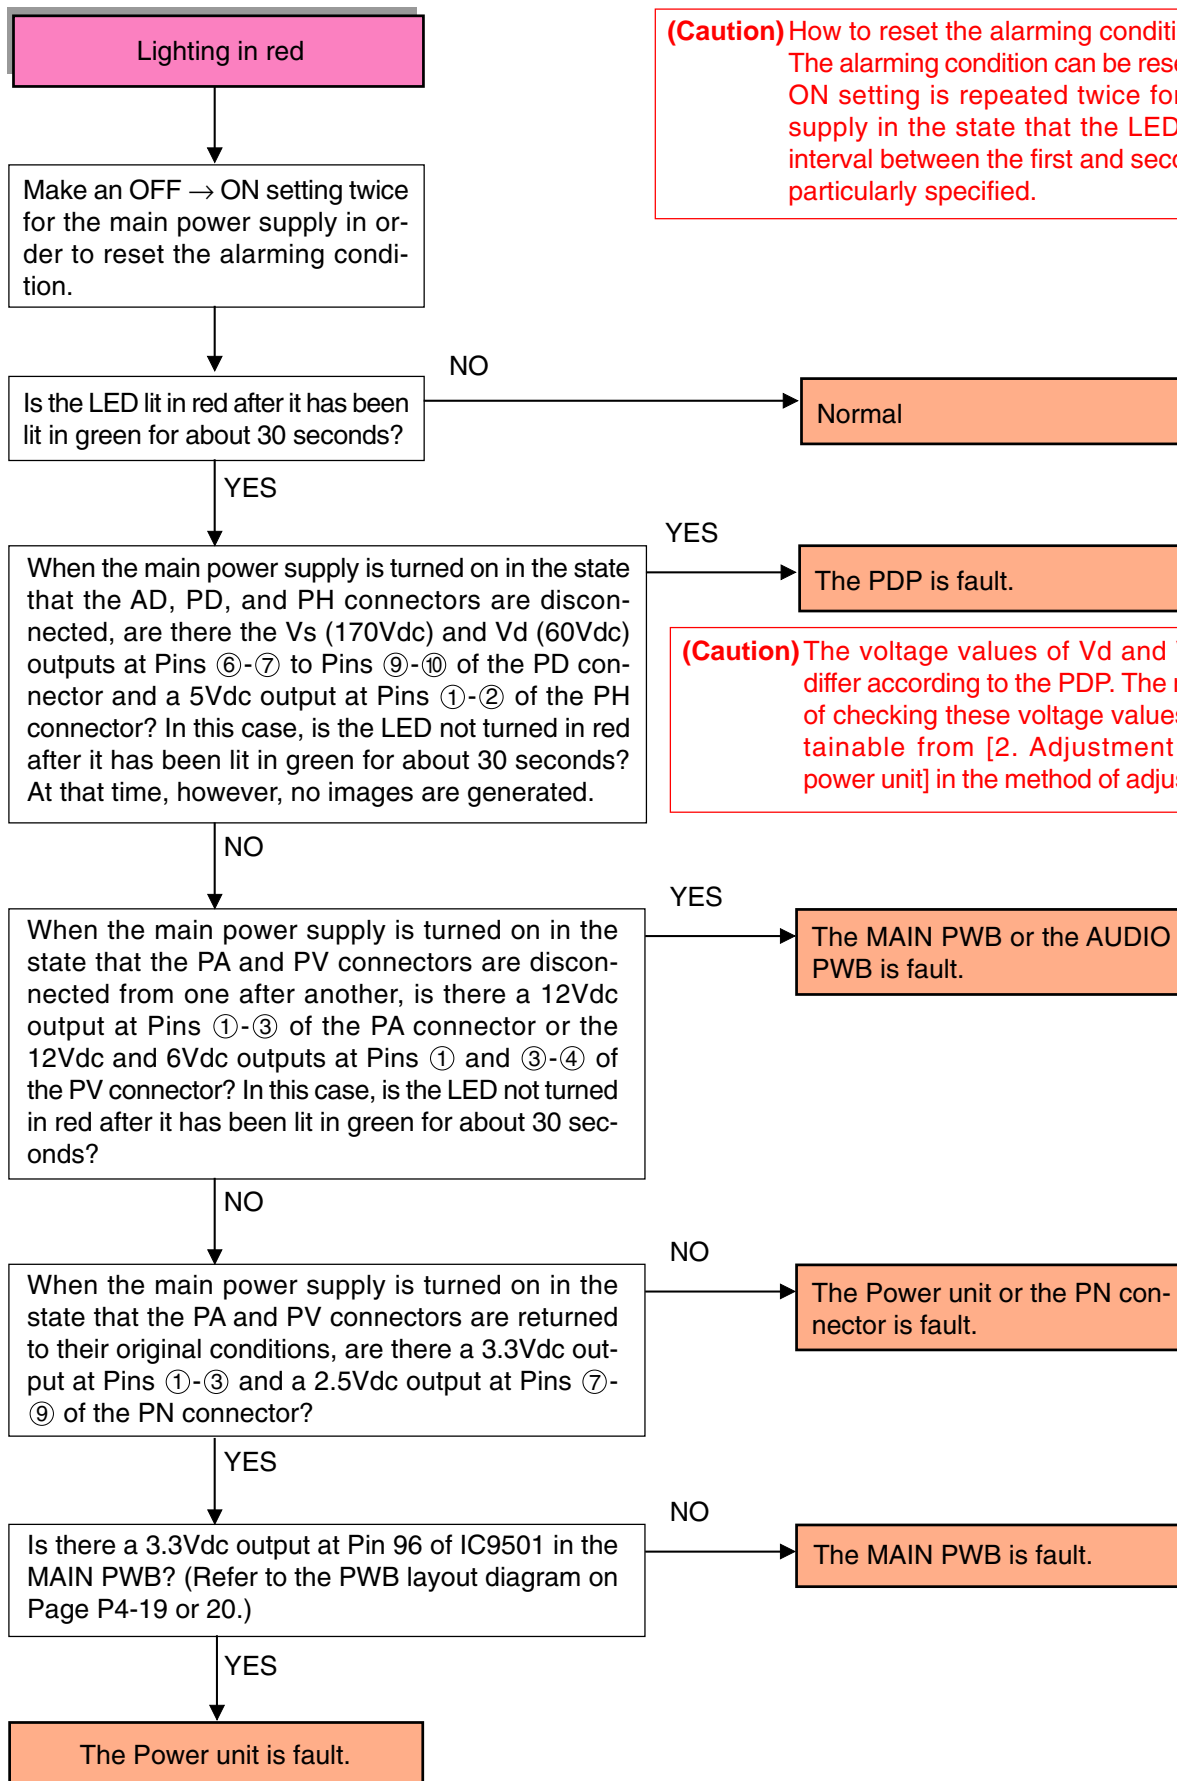 Lighting in red
(Caution) How to reset the alarming conditi
The alarming condition can be rese
ON setting is repeated twice for
supply in the state that the LED
interval between the first and seco
particularly specified.
Make an OFF → ON setting twice
for the main power supply in or-
der to reset the alarming condi-
tion.
NO
Is the LED lit in red after it has been
lit in green for about 30 seconds?
Normal
YES
YES
When the main power supply is turned on in the state
that the AD, PD, and PH connectors are discon-
nected, are there the Vs (170Vdc) and Vd (60Vdc)
outputs at Pins ⑥-⑦ to Pins ⑨-⑩ of the PD con-
nector and a 5Vdc output at Pins ①-② of the PH
connector? In this case, is the LED not turned in red
after it has been lit in green for about 30 seconds?
At that time, however, no images are generated.
The PDP is fault.
(Caution) The voltage values of Vd and
differ according to the PDP. The
of checking these voltage values
tainable from [2. Adjustment
power unit] in the method of adjus
NO
YES
When the main power supply is turned on in the
state that the PA and PV connectors are discon-
nected from one after another, is there a 12Vdc
output at Pins ①-③ of the PA connector or the
12Vdc and 6Vdc outputs at Pins ① and ③-④ of
the PV connector? In this case, is the LED not turned
in red after it has been lit in green for about 30 sec-
onds?
The MAIN PWB or the AUDIO
PWB is fault.
NO
NO
When the main power supply is turned on in the
state that the PA and PV connectors are returned
to their original conditions, are there a 3.3Vdc out-
put at Pins ①-③ and a 2.5Vdc output at Pins ⑦-
⑨ of the PN connector?
The Power unit or the PN con-
nector is fault.
YES
NO
Is there a 3.3Vdc output at Pin 96 of IC9501 in the
MAIN PWB? (Refer to the PWB layout diagram on
Page P4-19 or 20.)
The MAIN PWB is fault.
YES
The Power unit is fault.